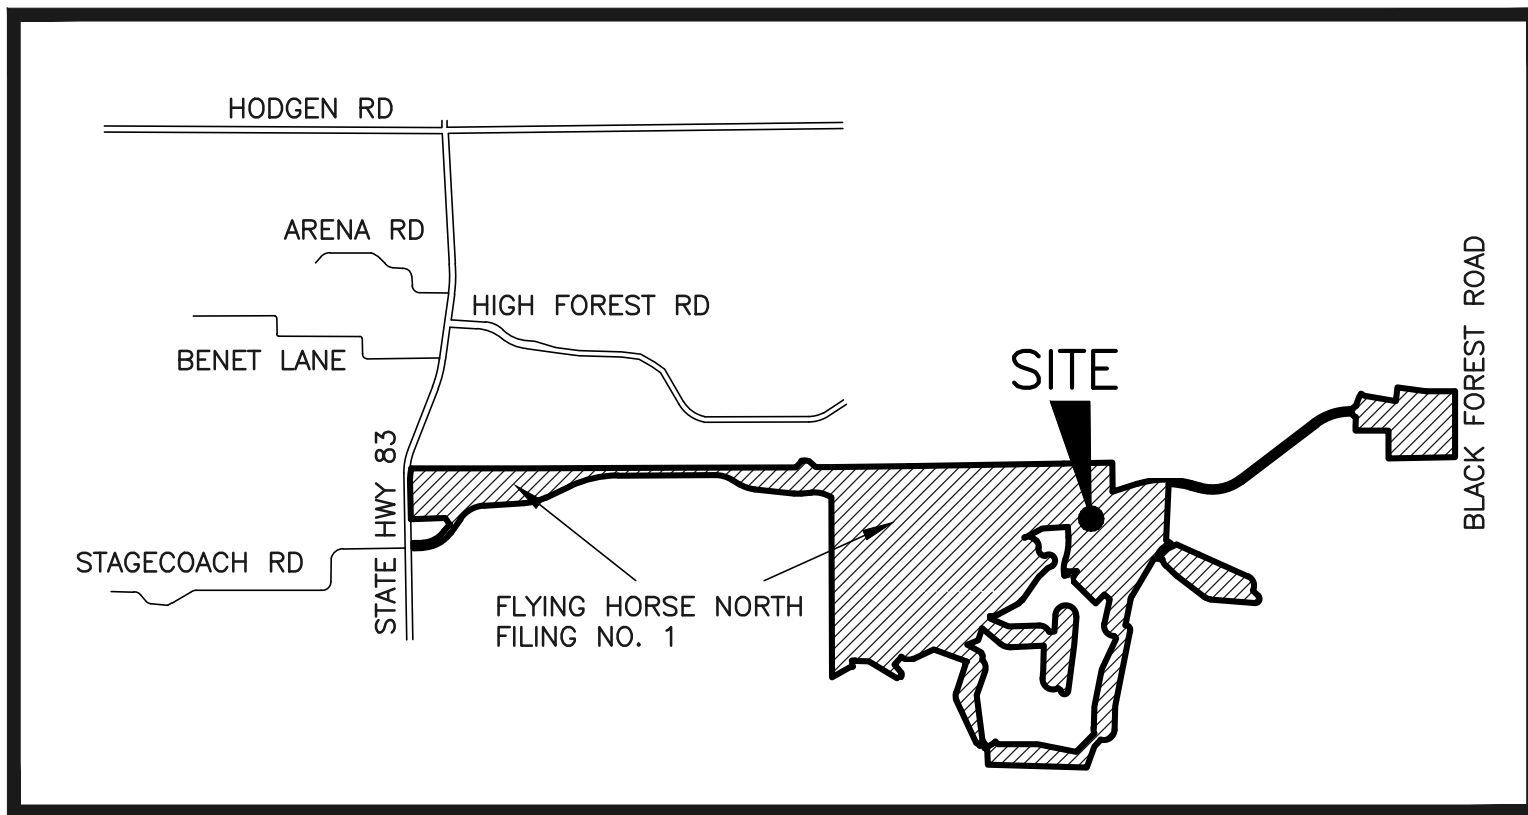 HODGEN RD
ARENA RD
HIGH FOREST RD
BENET LANE
SITE
BLACK FOREST ROAD
STATE HWY 83
STAGECOACH RD
FLYING HORSE NORTH
FILING NO. 1